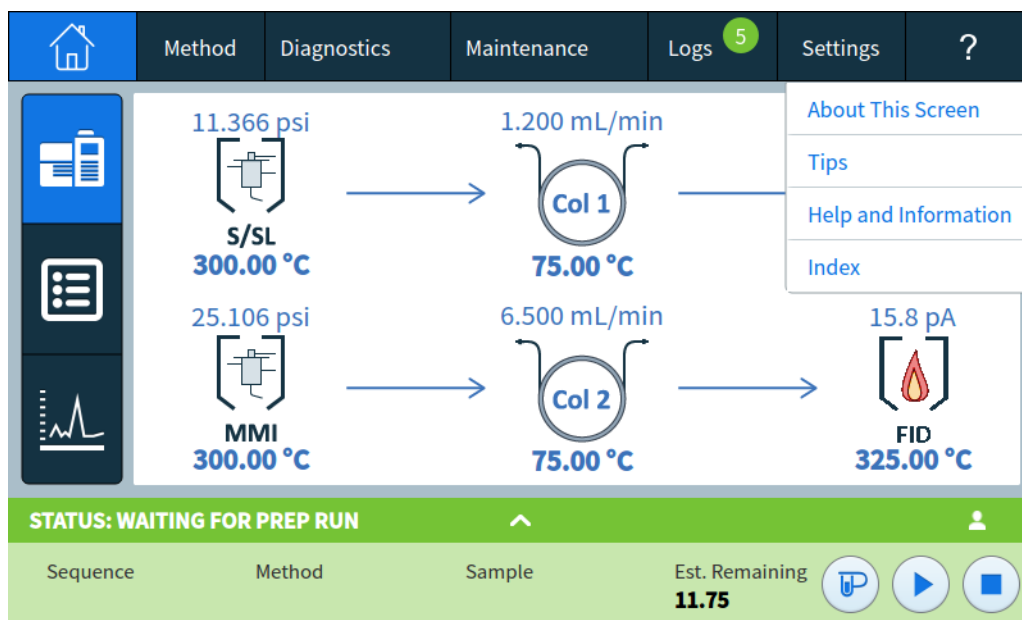 Method Diagnostics Maintenance Logs 5 Settings ?
About This Screen
Tips
Help and Information
Index
11.366 psi 1.200 mL/min
Col 1
S/SL
300.00 °C 75.00 °C
25.106 psi 6.500 mL/min 15.8 pA
Col 2
MMI FID
300.00 °C 75.00 °C 325.00 °C
STATUS: WAITING FOR PREP RUN
Sequence Method Sample Est. Remaining
11.75